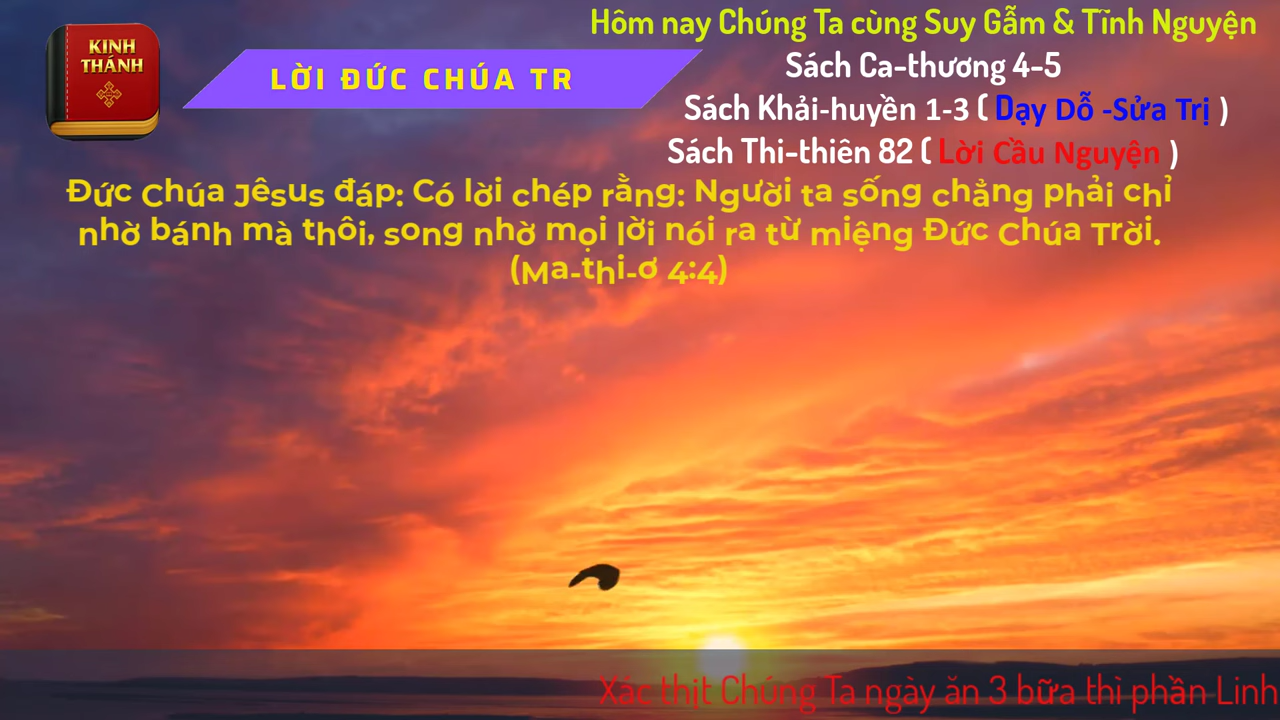 Hôm nay Chúng Ta cùng Suy Gẫm & Tĩnh Nguyện
KINH
THÁNH
LỜI ĐỨC CHÚA TR
Sách Ca-thương 4-5
Sách Khải-huyền 1-3 ( Dạy Dỗ -Sửa Trị )
Sách Thi-thiên 82 ( Lời Cầu Nguyện )
Đức Chúa Jêsus đáp: Có lời chép rằng: Người ta sống chẳng phải chỉ
nhờ bánh mà thôi, song nhờ mọi lời nói ra từ miệng Đức Chúa Trời.
(Ma-thi-ơ 4:4)
Xác thịt Chúng Ta ngày ăn 3 bữa thì phần Linh